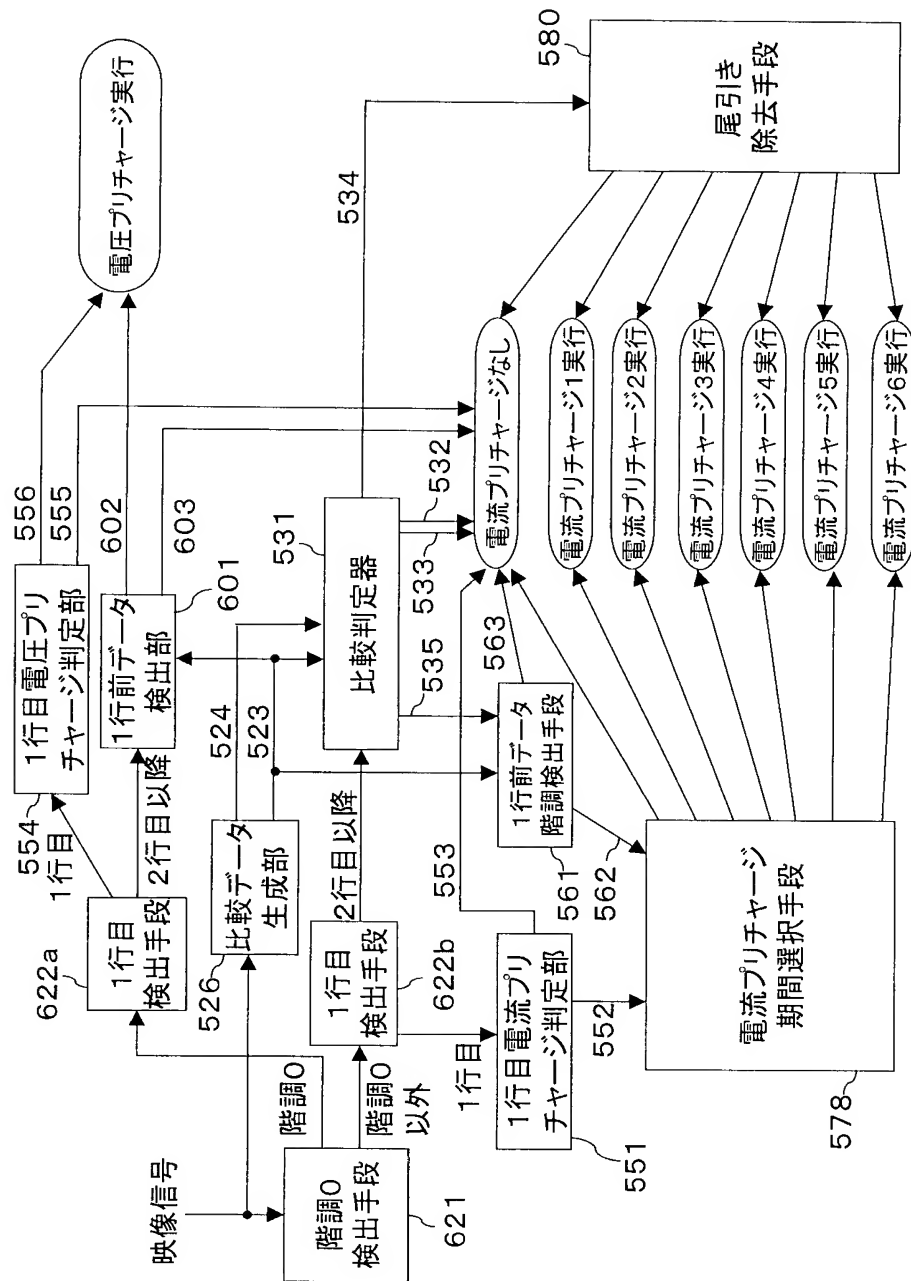 映像信号
階調0
検出手段
621
階調0
階調0
以外
622a
1行目
検出手段
1行目
2行目以降
554
1行目電圧プリ
チャージ判定部
556
555
1行前データ
検出部
601
602
603
電圧プリチャージ実行
526
比較データ
生成部
524
523
1行目
検出手段
622b
2行目以降
1行目
比較判定器
531
532
533
534
535
551
1行目電流プリ
チャージ判定部
552
553
1行前データ
階調検出手段
561
562
563
電流プリチャージ
期間選択手段
578
電流プリチャージなし
電流プリチャージ1実行
電流プリチャージ2実行
電流プリチャージ3実行
電流プリチャージ4実行
電流プリチャージ5実行
電流プリチャージ6実行
尾引き
除去手段
580